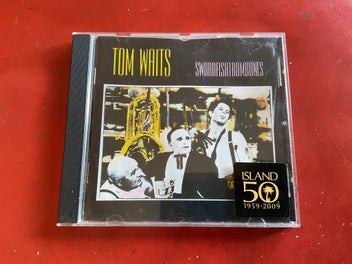 TOM WAITS
SWORDFISHTROMBONES
ISLAND
50
1959-2009